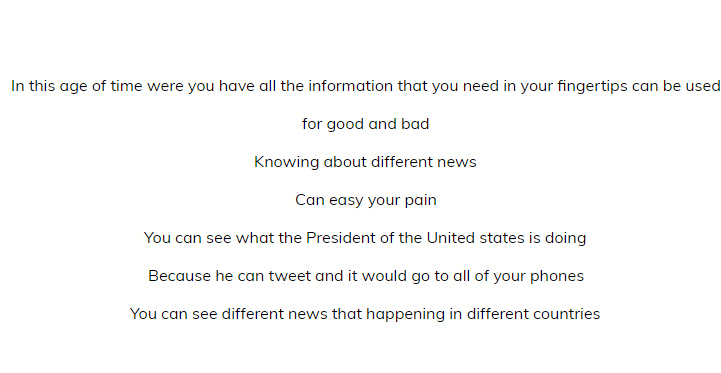 In this age of time were you have all the information that you need in your fingertips can be used
for good and bad
Knowing about different news
Can easy your pain
You can see what the President of the United states is doing
Because he can tweet and it would go to all of your phones
You can see different news that happening in different countries